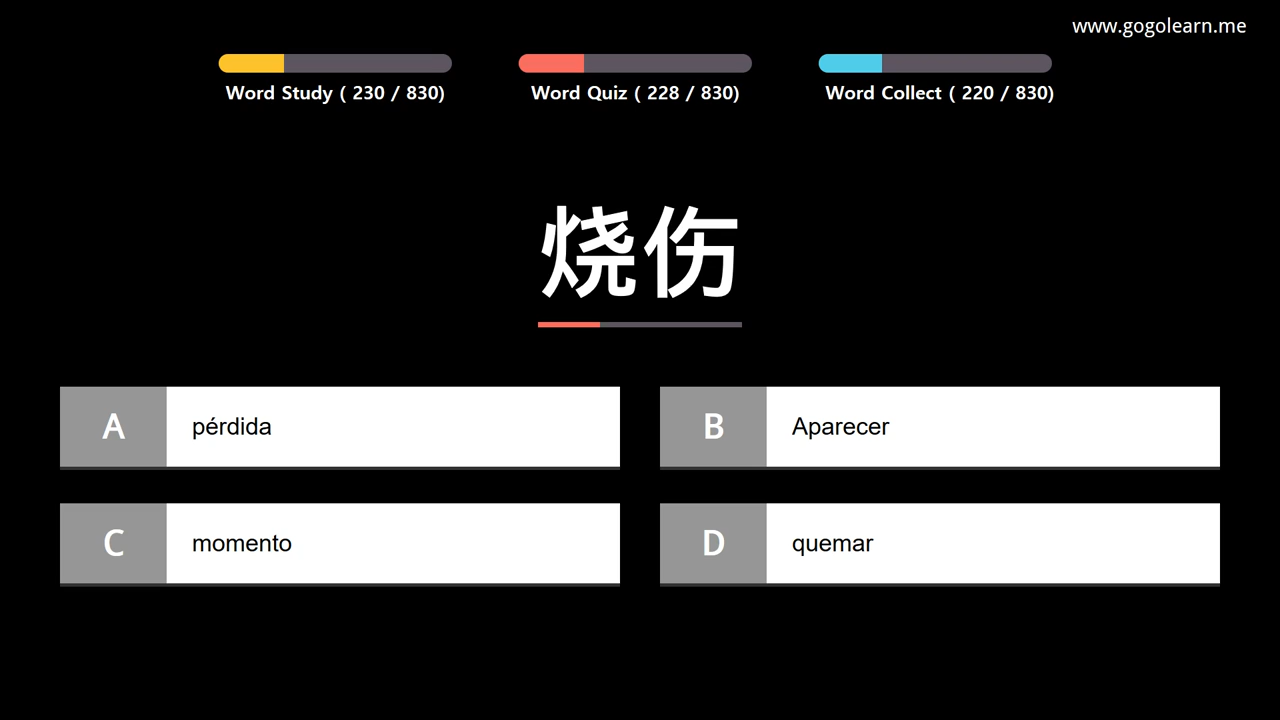 www.gogolearn.me
Word Study ( 230 / 830)
Word Quiz ( 228 / 830)
Word Collect ( 220 / 830)
烧伤
A pérdida
B Aparecer
C momento
D quemar